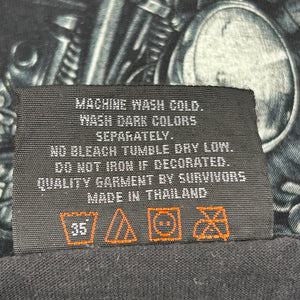 MACHINE WASH COLD.
WASH DARK COLORS
SEPARATELY.
NO BLEACH TUMBLE DRY LOW.
DO NOT IRON IF DECORATED.
QUALITY GARMENT BY SURVIVORS
MADE IN THAILAND
35°